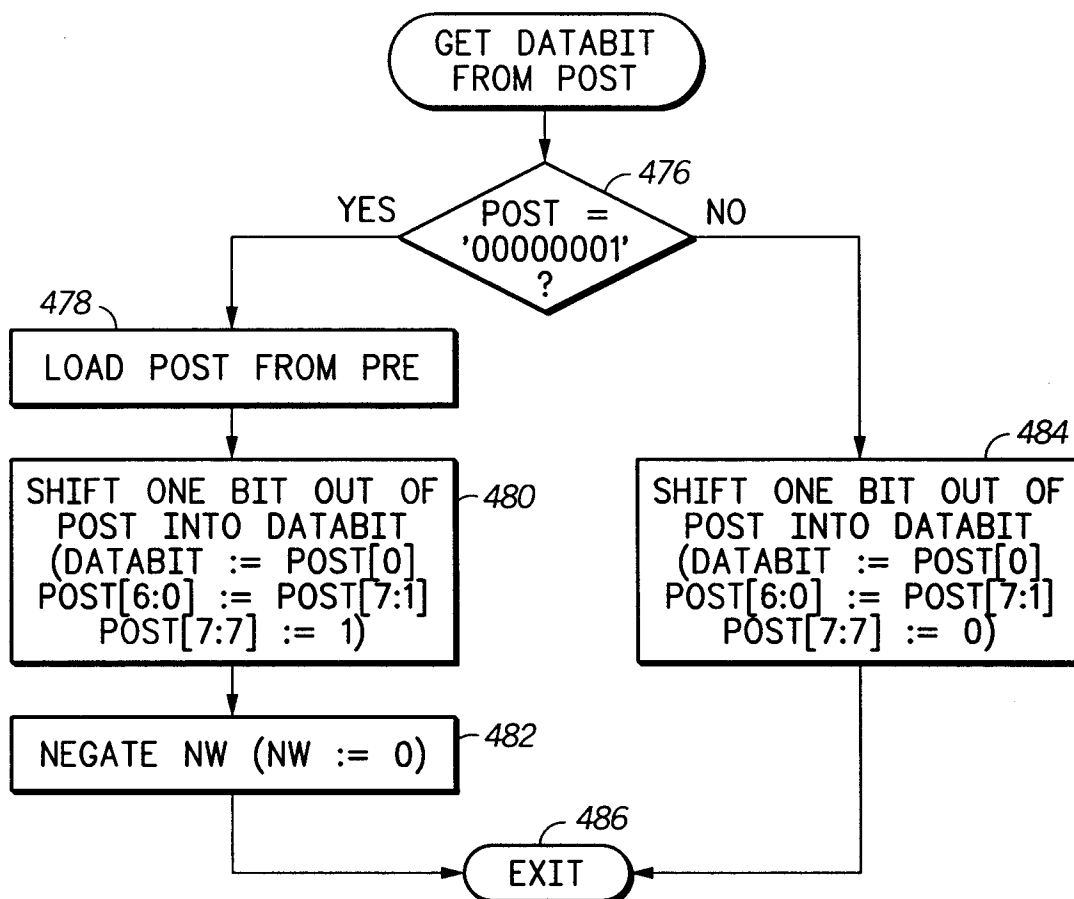 GET DATABIT
FROM POST
476
YES
POST =
'00000001'
?
NO
478
LOAD POST FROM PRE
480
SHIFT ONE BIT OUT OF
POST INTO DATABIT
(DATABIT := POST[0]
POST[6:0] := POST[7:1]
POST[7:7] := 1)
484
SHIFT ONE BIT OUT OF
POST INTO DATABIT
(DATABIT := POST[0]
POST[6:0] := POST[7:1]
POST[7:7] := 0)
NEGATE NW (NW := 0)
482
486
EXIT